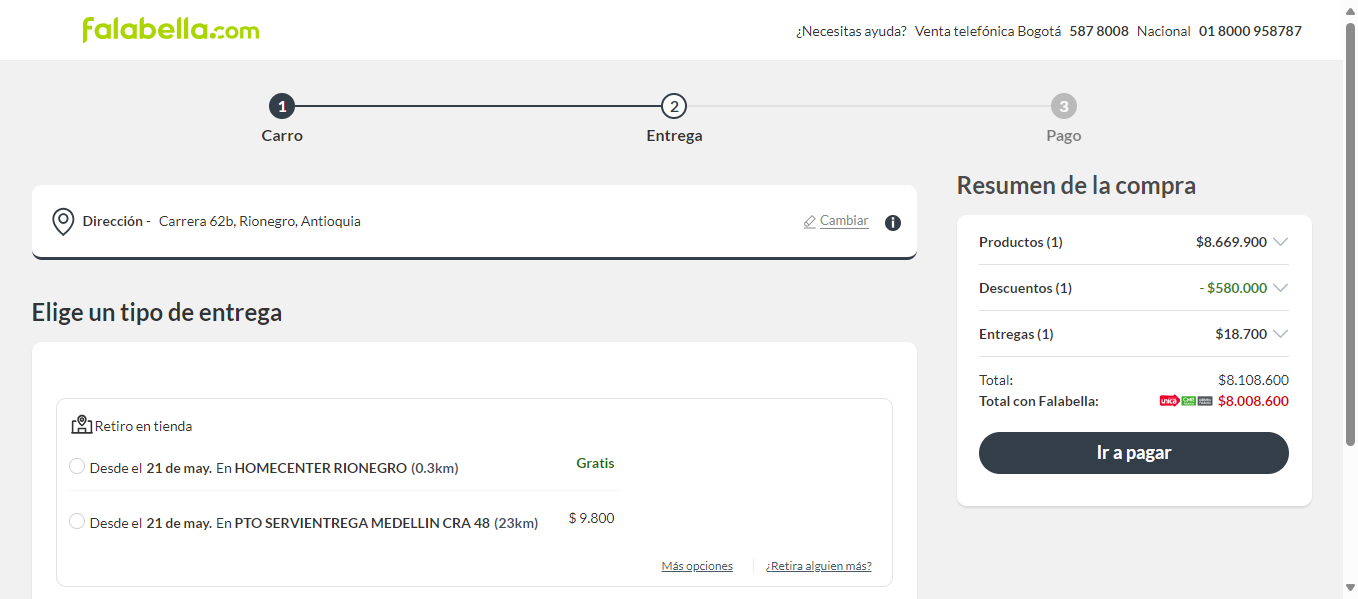 falabella.com
¿Necesitas ayuda? Venta telefónica Bogotá 587 8008 Nacional 01 8000 958787
1
2
3
Carro
Entrega
Pago
Dirección - Carrera 62b, Rionegro, Antioquia
Cambiar
Elige un tipo de entrega
Retiro en tienda
Desde el 21 de may. En HOMECENTER RIONEGRO (0.3km)
Gratis
Desde el 21 de may. En PTO SERVIENTREGA MEDELLIN CRA 48 (23km)
$ 9.800
Más opciones
¿Retira alguien más?
Resumen de la compra
Productos (1) $8.669.900
Descuentos (1) - $580.000
Entregas (1) $18.700
Total: $8.108.600
Total con Falabella: unica CMR $8.008.600
Ir a pagar